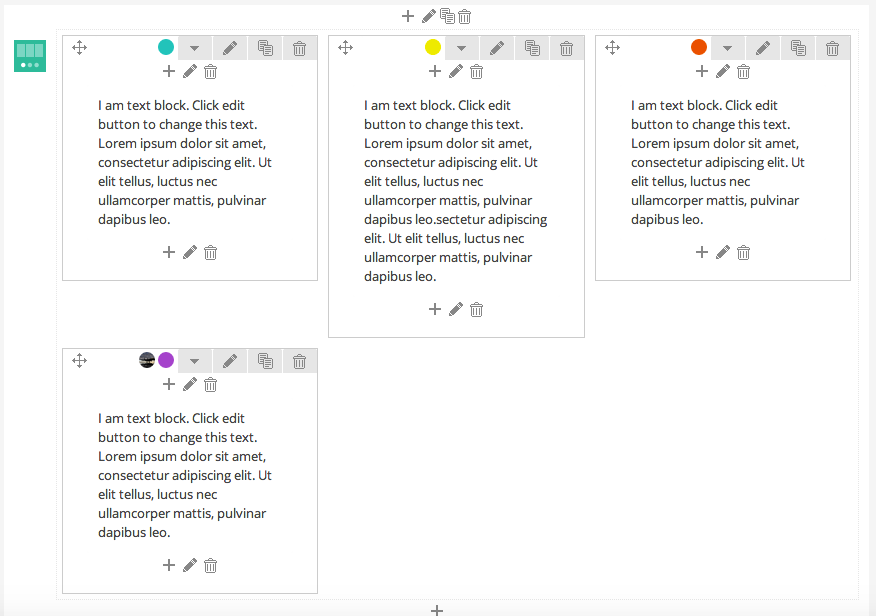 I am text block. Click edit
button to change this text.
Lorem ipsum dolor sit amet,
consectetur adipiscing elit. Ut
elit tellus, luctus nec
ullamcorper mattis, pulvinar
dapibus leo.
I am text block. Click edit
button to change this text.
Lorem ipsum dolor sit amet,
consectetur adipiscing elit. Ut
elit tellus, luctus nec
ullamcorper mattis, pulvinar
dapibus leo.sectetur adipiscing
elit. Ut elit tellus, luctus nec
ullamcorper mattis, pulvinar
dapibus leo.
I am text block. Click edit
button to change this text.
Lorem ipsum dolor sit amet,
consectetur adipiscing elit. Ut
elit tellus, luctus nec
ullamcorper mattis, pulvinar
dapibus leo.
I am text block. Click edit
button to change this text.
Lorem ipsum dolor sit amet,
consectetur adipiscing elit. Ut
elit tellus, luctus nec
ullamcorper mattis, pulvinar
dapibus leo.